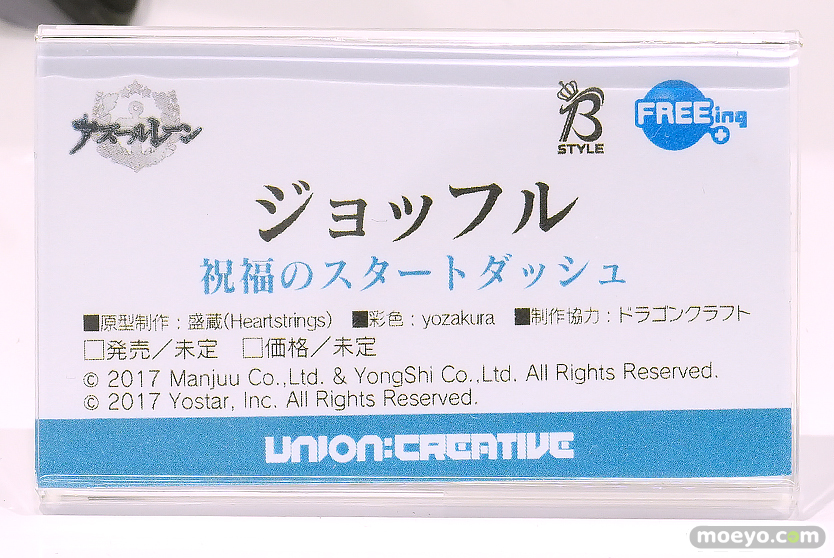 アズールレーン
B
STYLE
FREEing
ジョッフル
祝福のスタートダッシュ
■原型制作：盛蔵(Heartstrings) ■彩色：yozakura ■制作協力：ドラゴンクラフト
□発売／未定 □価格／未定
© 2017 Manjuu Co.,Ltd. & YongShi Co.,Ltd. All Rights Reserved.
© 2017 Yostar, Inc. All Rights Reserved.
UNION:CREATIVE
moeyo.com